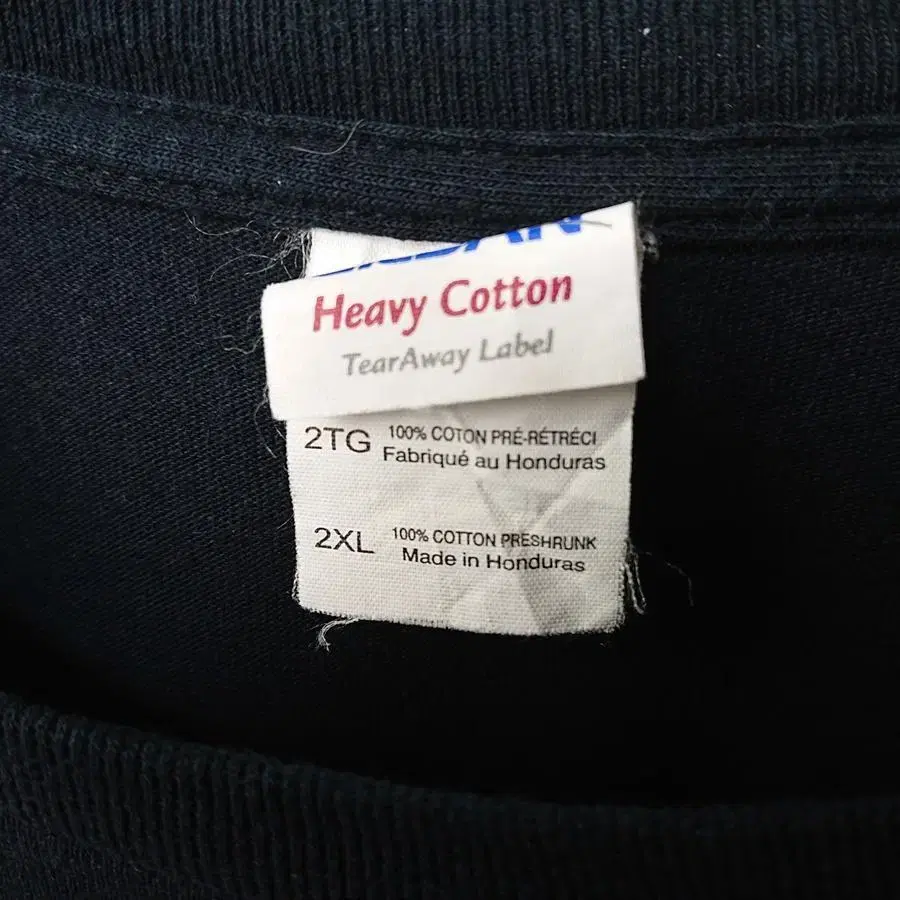 Heavy Cotton
TearAway Label
2TG 100% COTON PRÉ-RÉTRÉCI
Fabriqué au Honduras
2XL 100% COTTON PRESHRUNK
Made in Honduras